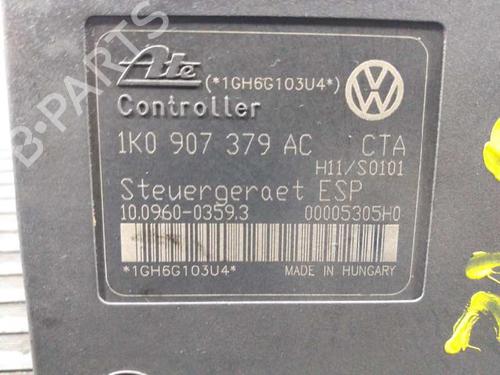 B-PARTS
Ate (*1GH6G103U4*)
Controller
1K0 907 379 AC CTA
H11/S0101
Steuergeraet ESP
10.0960-0359.3 00005305H0
*1GH6G103U4* MADE IN HUNGARY